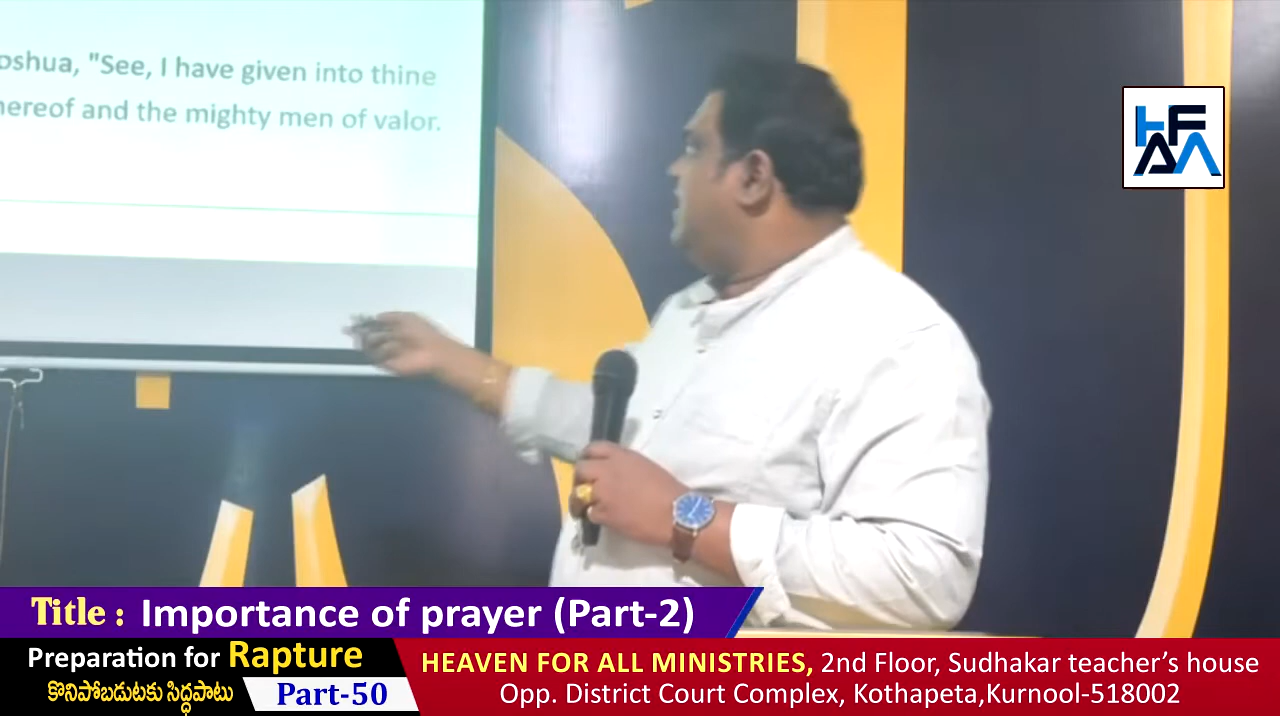 oshua, "See, I have given into thine
hereof and the mighty men of valor.
HFAM
Title : Importance of prayer (Part-2)
Preparation for Rapture
కొనిపోబడుటకు సిద్ధపాటు
Part-50
HEAVEN FOR ALL MINISTRIES, 2nd Floor, Sudhakar teacher’s house
Opp. District Court Complex, Kothapeta,Kurnool-518002